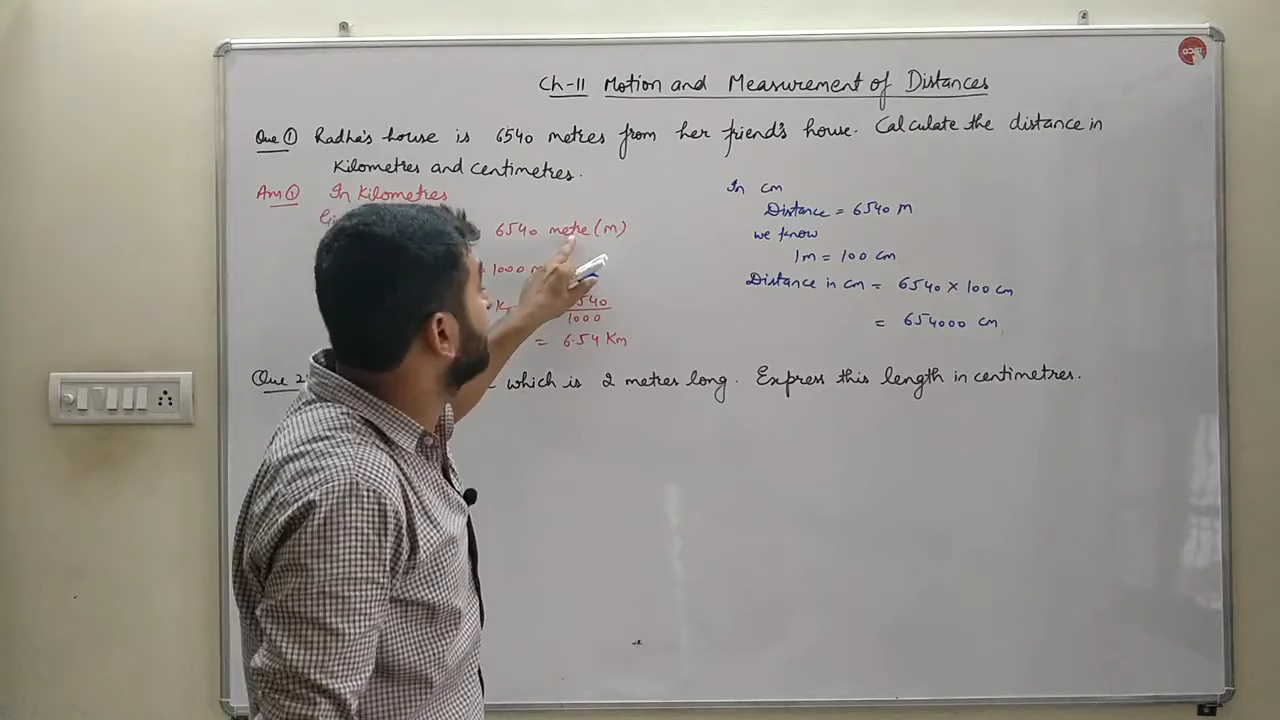 Ch-11 Motion and Measurement of Distances
Que ① Radha's house is 6540 metres from her friend's house. Calculate the distance in
Kilometres and centimetres.
Ans ① In Kilometres
6540 metre (m)
= 1000 m
6540
1000
= 6.54 Km
In cm
Distance = 6540 M
we know
1m = 100 cm
Distance in cm = 6540 × 100 cm
= 654000 cm
Que 2 which is 2 metres long. Express this length in centimetres.